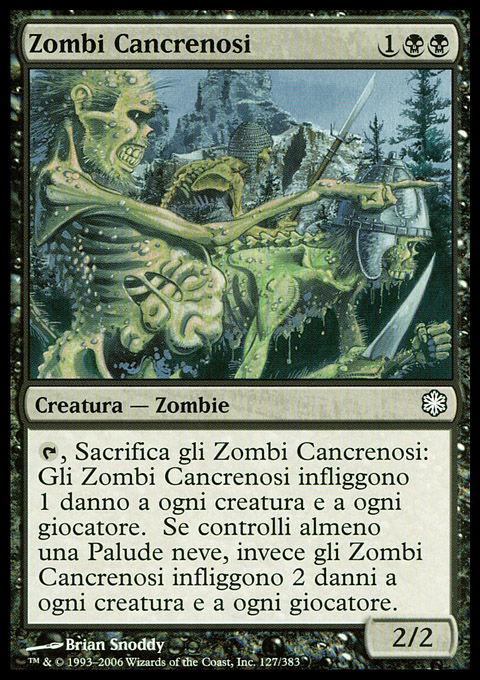 Zombi Cancrenosi 1
Creatura — Zombie
, Sacrifica gli Zombi Cancrenosi:
Gli Zombi Cancrenosi infliggono
1 danno a ogni creatura e a ogni
giocatore. Se controlli almeno
una Palude neve, invece gli Zombi
Cancrenosi infliggono 2 danni a
ogni creatura e a ogni giocatore.
Brian Snoddy
2/2
™ & © 1993–2006 Wizards of the Coast, Inc. 127/383